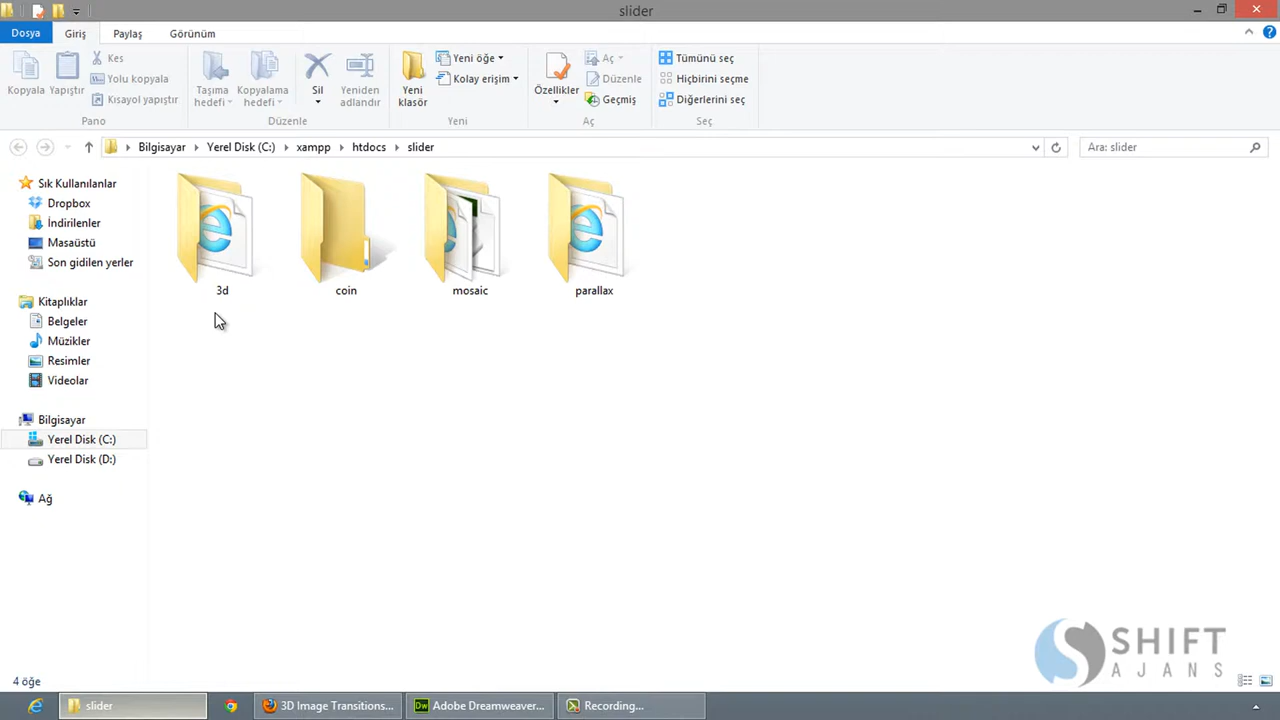 slider
Dosya Giriş Paylaş Görünüm
Kopyala Yapıştır Kes Yolu kopyala Kısayol yapıştır Taşıma hedefi Kopyalama hedefi Sil Yeniden adlandır Yeni klasör Yeni öğe Kolay erişim Özellikler Aç Düzenle Geçmiş Tümünü seç Hiçbirini seçme Diğerlerini seç
Pano Düzenle Yeni Aç Seç
Bilgisayar Yerel Disk (C:) xampp htdocs slider Ara: slider
Sık Kullanılanlar
Dropbox
İndirilenler
Masaüstü
Son gidilen yerler
Kitaplıklar
Belgeler
Müzikler
Resimler
Videolar
Bilgisayar
Yerel Disk (C:)
Yerel Disk (D:)
Ağ
3d coin mosaic parallax
SHIFT
AJANS
4 öğe
slider 3D Image Transitions... Dw Adobe Dreamweaver... Recording...